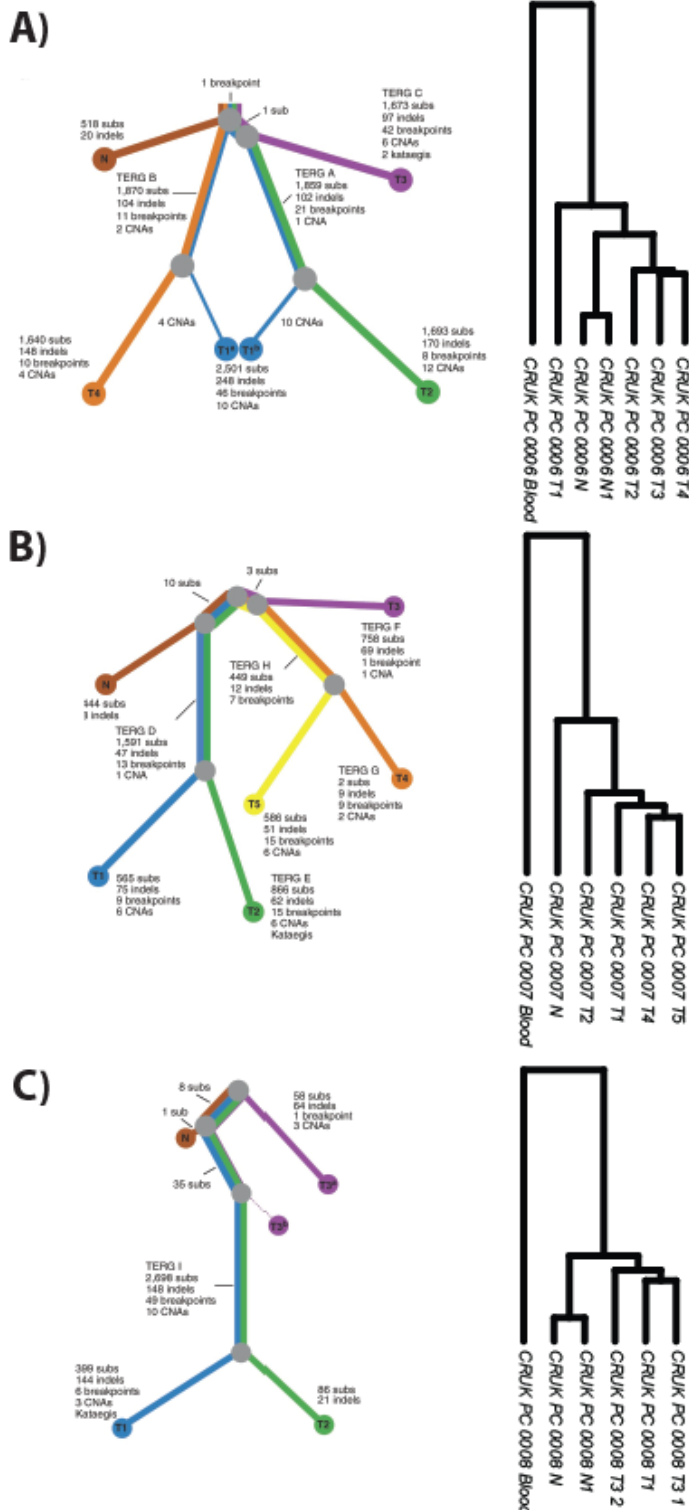 A)
1 breakpoint
1 sub
518 subs
20 indels
N
TERG C
1,673 subs
97 indels
42 breakpoints
6 CNAs
2 kataegis
T3
TERG B
1,870 subs
104 indels
11 breakpoints
2 CNAs
TERG A
1,859 subs
102 indels
21 breakpoints
1 CNA
4 CNAs
10 CNAs
T1a
T1b
2,501 subs
248 indels
46 breakpoints
10 CNAs
1,640 subs
146 indels
10 breakpoints
4 CNAs
T4
1,693 subs
170 indels
8 breakpoints
12 CNAs
T2
CRUK PC 0006 Blood
CRUK PC 0006 T1
CRUK PC 0006 N
CRUK PC 0006 N1
CRUK PC 0006 T2
CRUK PC 0006 T3
CRUK PC 0006 T4
B)
10 subs
3 subs
N
444 subs
indels
T3
TERG F
758 subs
69 indels
1 breakpoint
1 CNA
TERG H
449 subs
12 indels
7 breakpoints
TERG D
1,591 subs
47 indels
13 breakpoints
1 CNA
T4
TERG G
2 subs
9 indels
9 breakpoints
2 CNAs
T5
586 subs
51 indels
15 breakpoints
6 CNAs
T1
565 subs
75 indels
9 breakpoints
6 CNAs
T2
TERG E
866 subs
62 indels
15 breakpoints
6 CNAs
Kataegis
CRUK PC 0007 Blood
CRUK PC 0007 N
CRUK PC 0007 T2
CRUK PC 0007 T1
CRUK PC 0007 T4
CRUK PC 0007 T5
C)
8 subs
1 sub
N
58 subs
64 indels
1 breakpoint
3 CNAs
T3a
35 subs
T3b
TERG I
2,698 subs
148 indels
49 breakpoints
10 CNAs
399 subs
144 indels
6 breakpoints
3 CNAs
Kataegis
T1
86 subs
21 indels
T2
CRUK PC 0008 Blood
CRUK PC 0008 N
CRUK PC 0008 N1
CRUK PC 0008 T3 2
CRUK PC 0008 T1
CRUK PC 0008 T3 1